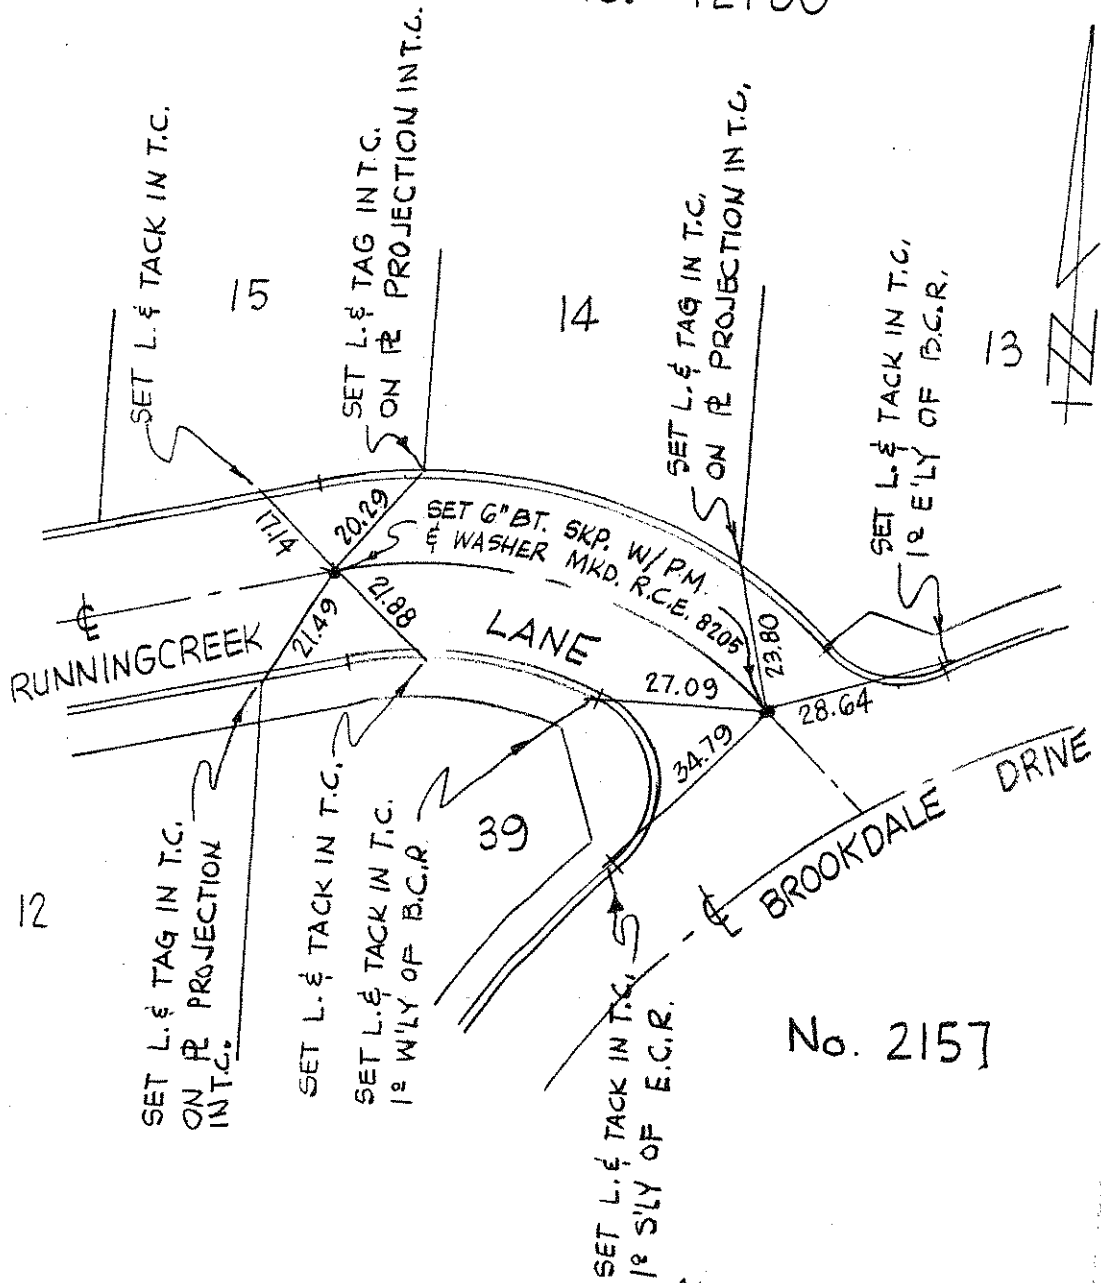 SET L. & TACK IN T.C.
SET L. & TAG IN T.C.
ON ⅊ PROJECTION IN T.C.
SET L. & TAG IN T.C.
ON ⅊ PROJECTION IN T.C.
SET L. & TACK IN T.C.
1º E'LY OF B.C.R.
15
14
13
17.14
20.29
SET 6" BT. SKP. W/ P.M.
& WASHER MKD. R.C.E. 8205
21.49
21.88
23.80
27.09
28.64
34.79
℄
RUNNINGCREEK
LANE
℄ BROOKDALE DRIVE
39
12
SET L. & TAG IN T.C.
ON ⅊ PROJECTION
IN T.C.
SET L. & TACK IN T.C.
SET L. & TACK IN T.C.
1º W'LY OF B.C.R.
SET L. & TACK IN T.C.
1º S'LY OF E.C.R.
No. 2157